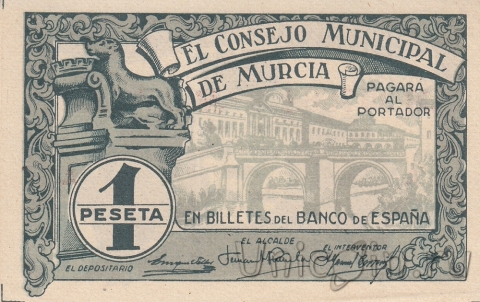 EL CONSEJO MUNICIPAL
DE MURCIA
PAGARÁ
AL
PORTADOR
1
PESETA
EN BILLETES DEL BANCO DE ESPAÑA
EL DEPOSITARIO
EL ALCALDE
EL INTERVENTOR